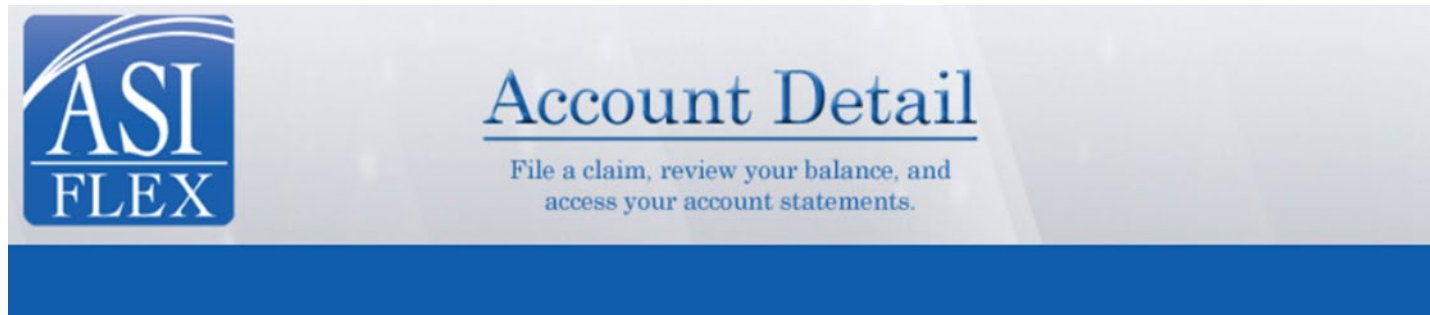 ASI
FLEX
Account Detail
File a claim, review your balance, and
access your account statements.